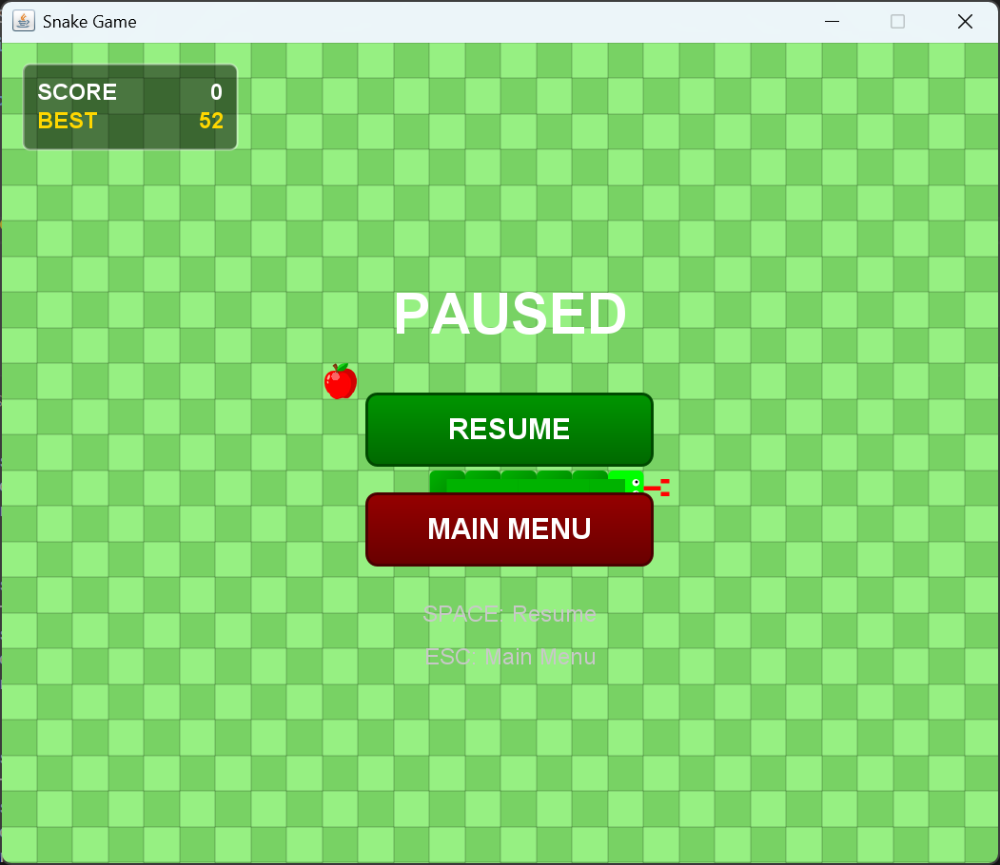 Snake Game
SCORE 0
BEST 52
PAUSED
RESUME
MAIN MENU
SPACE: Resume
ESC: Main Menu